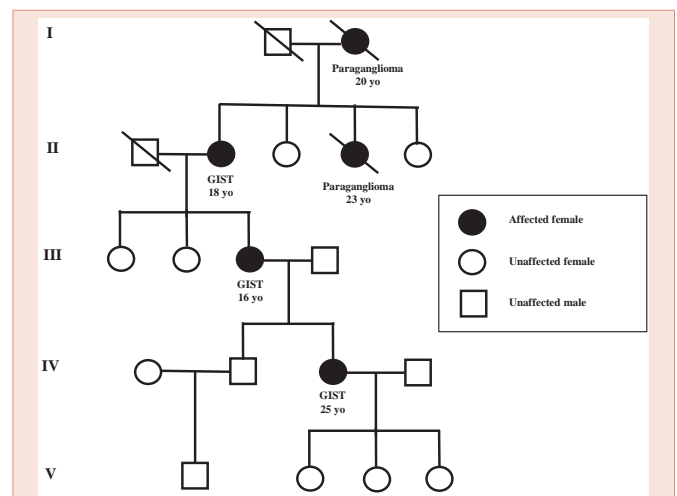 I
Paraganglioma
20 yo
II
GIST
18 yo
Paraganglioma
23 yo
Affected female
Unaffected female
Unaffected male
III
GIST
16 yo
IV
GIST
25 yo
V